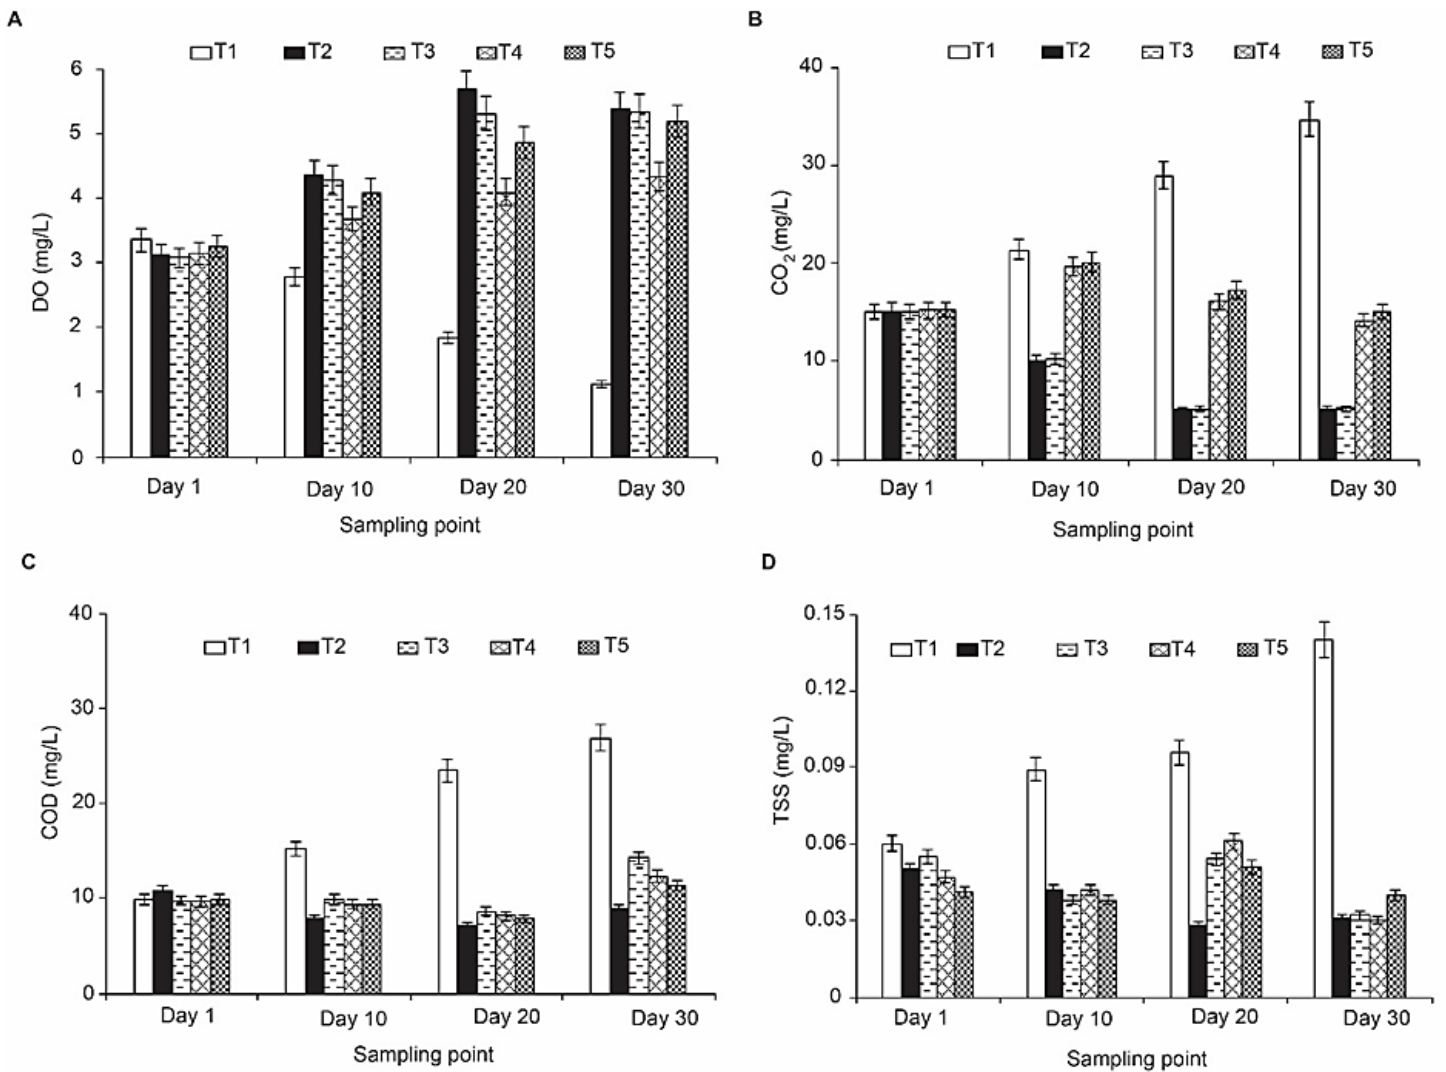 A
T1 T2 T3 T4 T5
6
5
4
3
2
1
0
DO (mg/L)
Day 1 Day 10 Day 20 Day 30
Sampling point
B
T1 T2 T3 T4 T5
40
30
20
10
0
CO2 (mg/L)
Day 1 Day 10 Day 20 Day 30
Sampling point
C
T1 T2 T3 T4 T5
40
30
20
10
0
COD (mg/L)
Day 1 Day 10 Day 20 Day 30
Sampling point
D
T1 T2 T3 T4 T5
0.15
0.12
0.09
0.06
0.03
0
TSS (mg/L)
Day 1 Day 10 Day 20 Day 30
Sampling point